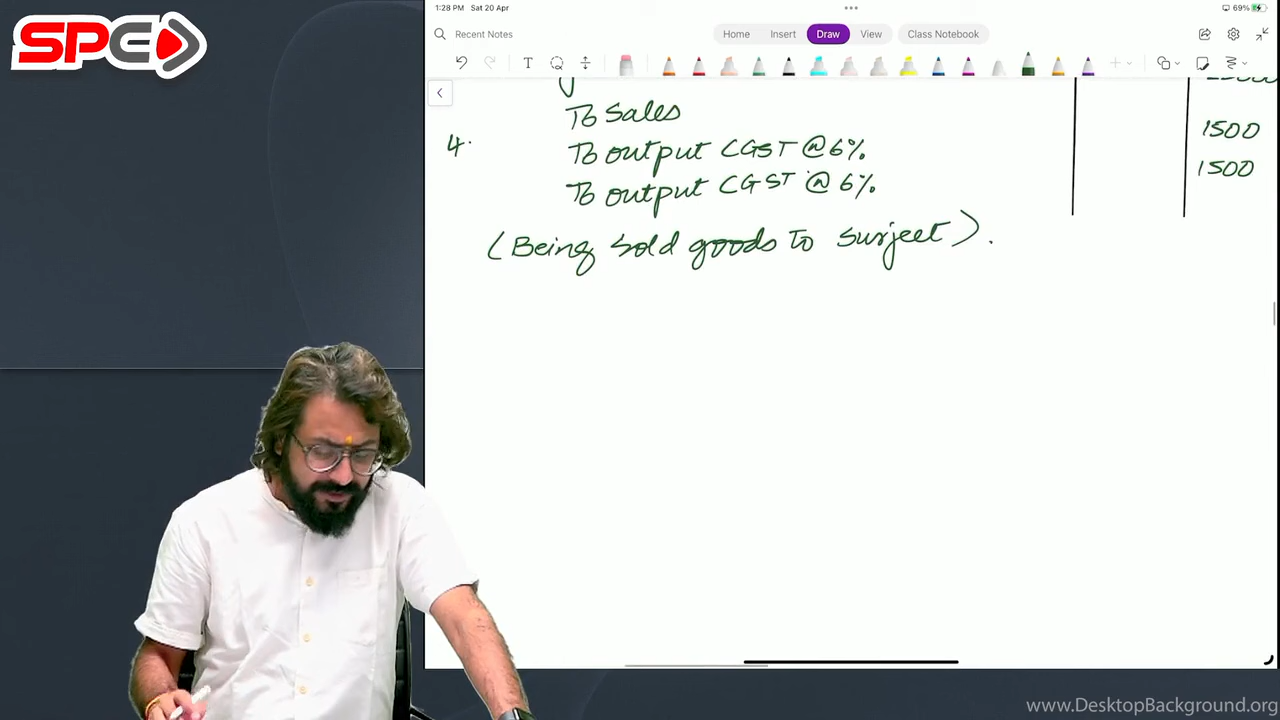 SPE
1:28 PM Sat 20 Apr
69%
Recent Notes
Home Insert Draw View Class Notebook
T
To Sales
4. To output CGST @ 6% 1500
To output CGST @ 6% 1500
(Being sold goods to Surjeet).
www.DesktopBackground.org